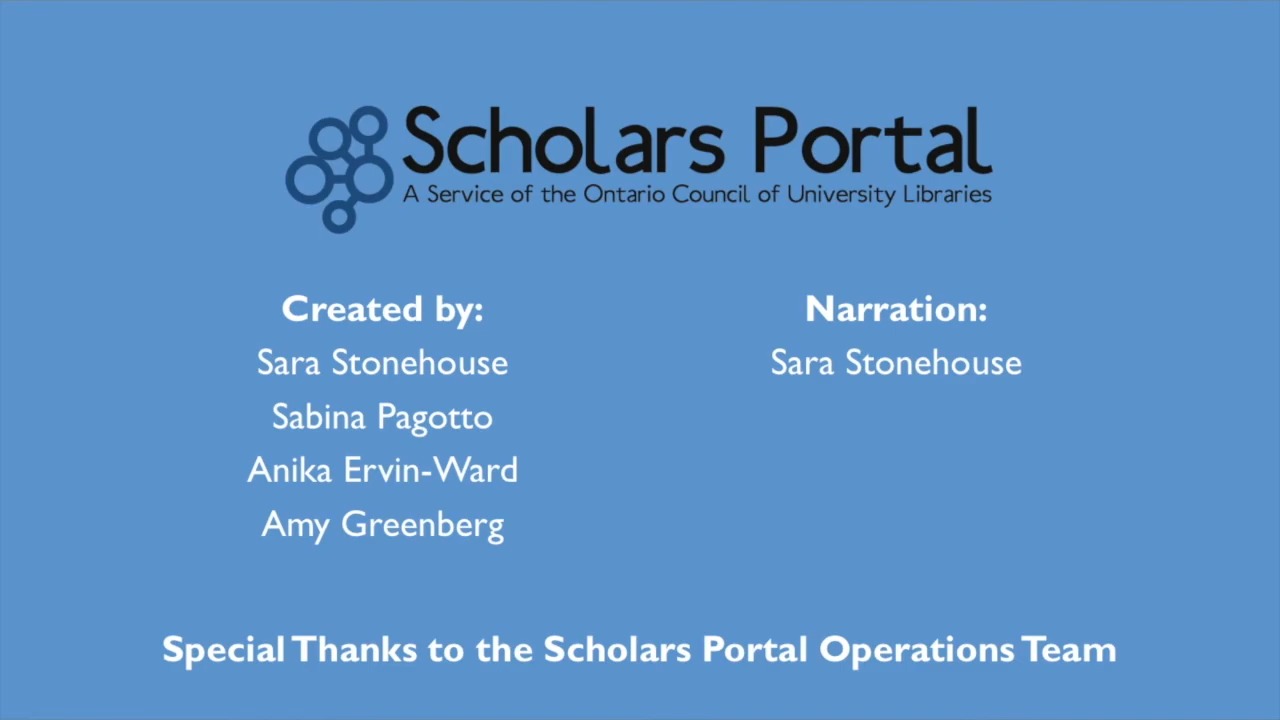 Scholars Portal
A Service of the Ontario Council of University Libraries
Created by:
Sara Stonehouse
Sabina Pagotto
Anika Ervin-Ward
Amy Greenberg
Narration:
Sara Stonehouse
Special Thanks to the Scholars Portal Operations Team